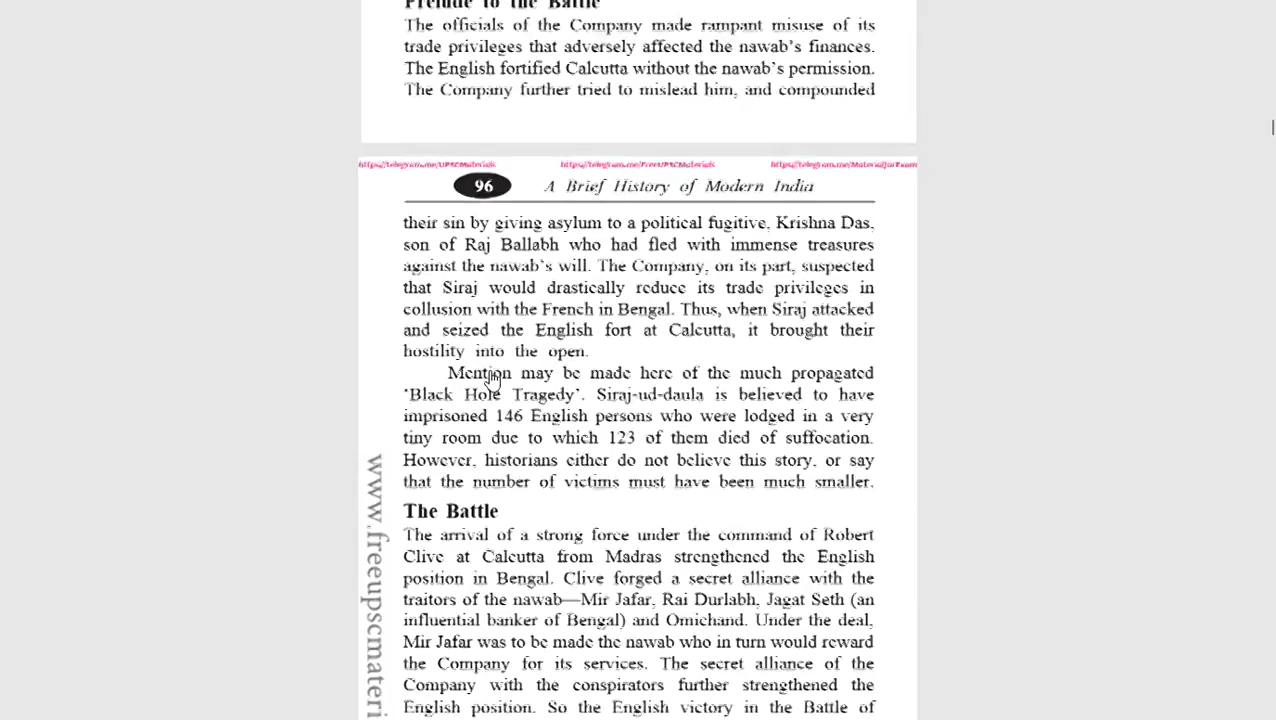 Prelude to the Battle
The officials of the Company made rampant misuse of its
trade privileges that adversely affected the nawab's finances.
The English fortified Calcutta without the nawab's permission.
The Company further tried to mislead him, and compounded
https://telegram.me/UPSCMaterials https://telegram.me/FreeUPSCMaterials https://telegram.me/MaterialforExam
96 A Brief History of Modern India
their sin by giving asylum to a political fugitive, Krishna Das,
son of Raj Ballabh who had fled with immense treasures
against the nawab's will. The Company, on its part, suspected
that Siraj would drastically reduce its trade privileges in
collusion with the French in Bengal. Thus, when Siraj attacked
and seized the English fort at Calcutta, it brought their
hostility into the open.
Mention may be made here of the much propagated
'Black Hole Tragedy'. Siraj-ud-daula is believed to have
imprisoned 146 English persons who were lodged in a very
tiny room due to which 123 of them died of suffocation.
However, historians either do not believe this story, or say
that the number of victims must have been much smaller.
The Battle
The arrival of a strong force under the command of Robert
Clive at Calcutta from Madras strengthened the English
position in Bengal. Clive forged a secret alliance with the
traitors of the nawab—Mir Jafar, Rai Durlabh, Jagat Seth (an
influential banker of Bengal) and Omichand. Under the deal,
Mir Jafar was to be made the nawab who in turn would reward
the Company for its services. The secret alliance of the
Company with the conspirators further strengthened the
English position. So the English victory in the Battle of
www.freeupscmateri